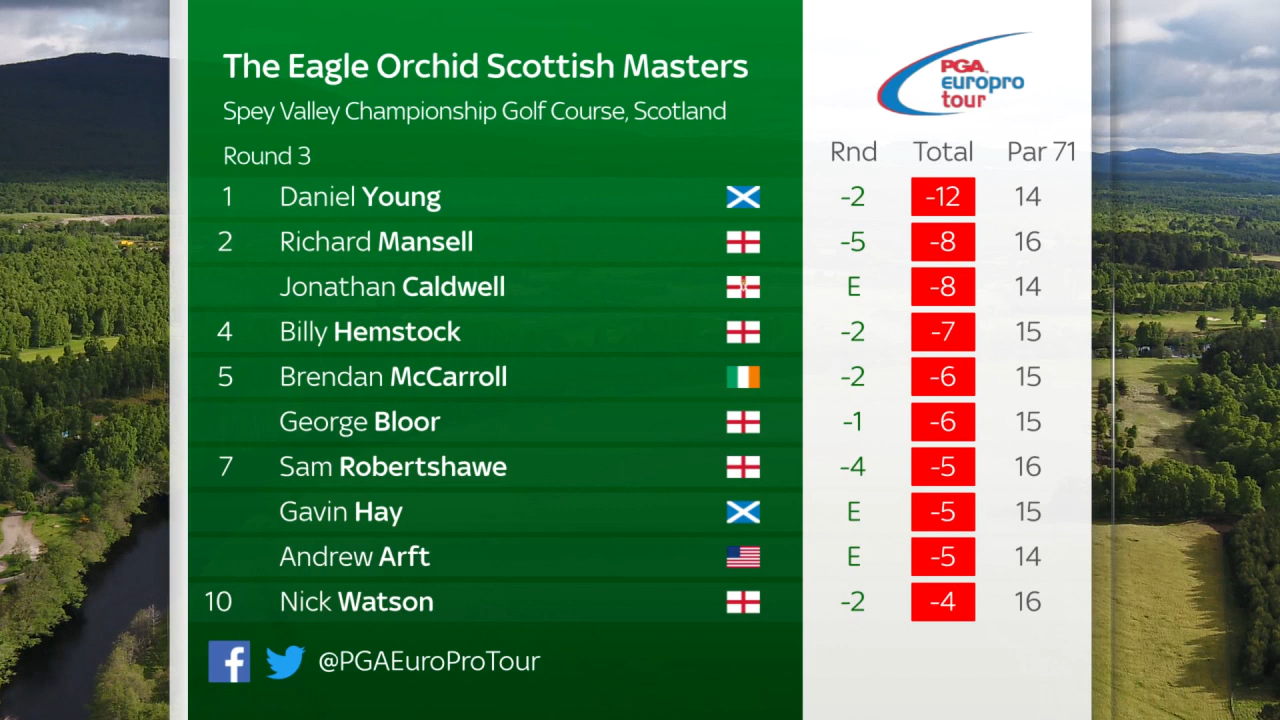 The Eagle Orchid Scottish Masters
Spey Valley Championship Golf Course, Scotland
PGA europro tour
Round 3 Rnd Total Par 71
1 Daniel Young -2 -12 14
2 Richard Mansell -5 -8 16
Jonathan Caldwell E -8 14
4 Billy Hemstock -2 -7 15
5 Brendan McCarroll -2 -6 15
George Bloor -1 -6 15
7 Sam Robertshawe -4 -5 16
Gavin Hay E -5 15
Andrew Arft E -5 14
10 Nick Watson -2 -4 16
@PGAEuroProTour